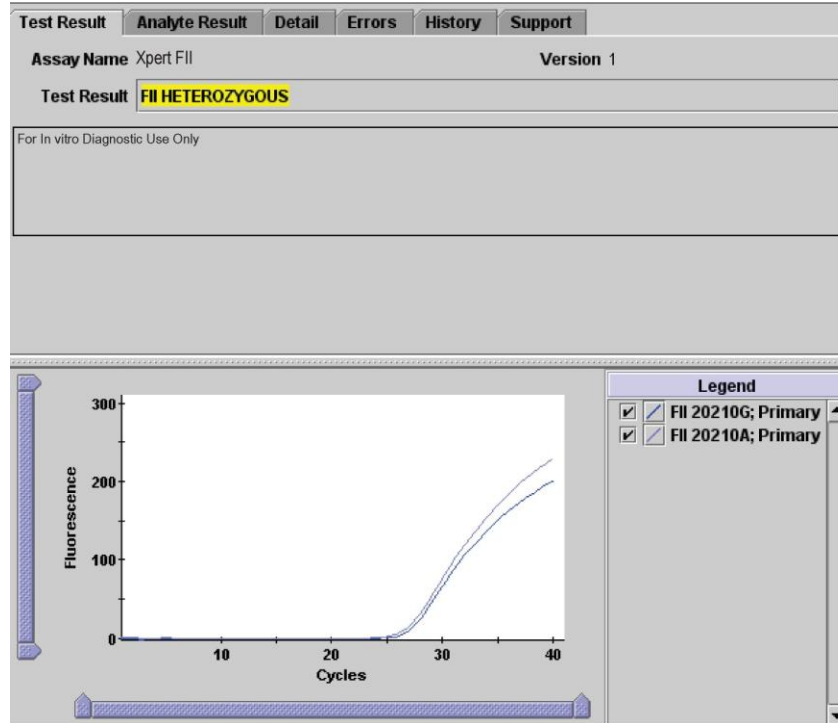 Test Result Analyte Result Detail Errors History Support
Assay Name Xpert FII Version 1
Test Result FII HETEROZYGOUS
For In vitro Diagnostic Use Only
Legend
FII 20210G; Primary
FII 20210A; Primary
300
200
100
0
Fluorescence
10 20 30 40
Cycles